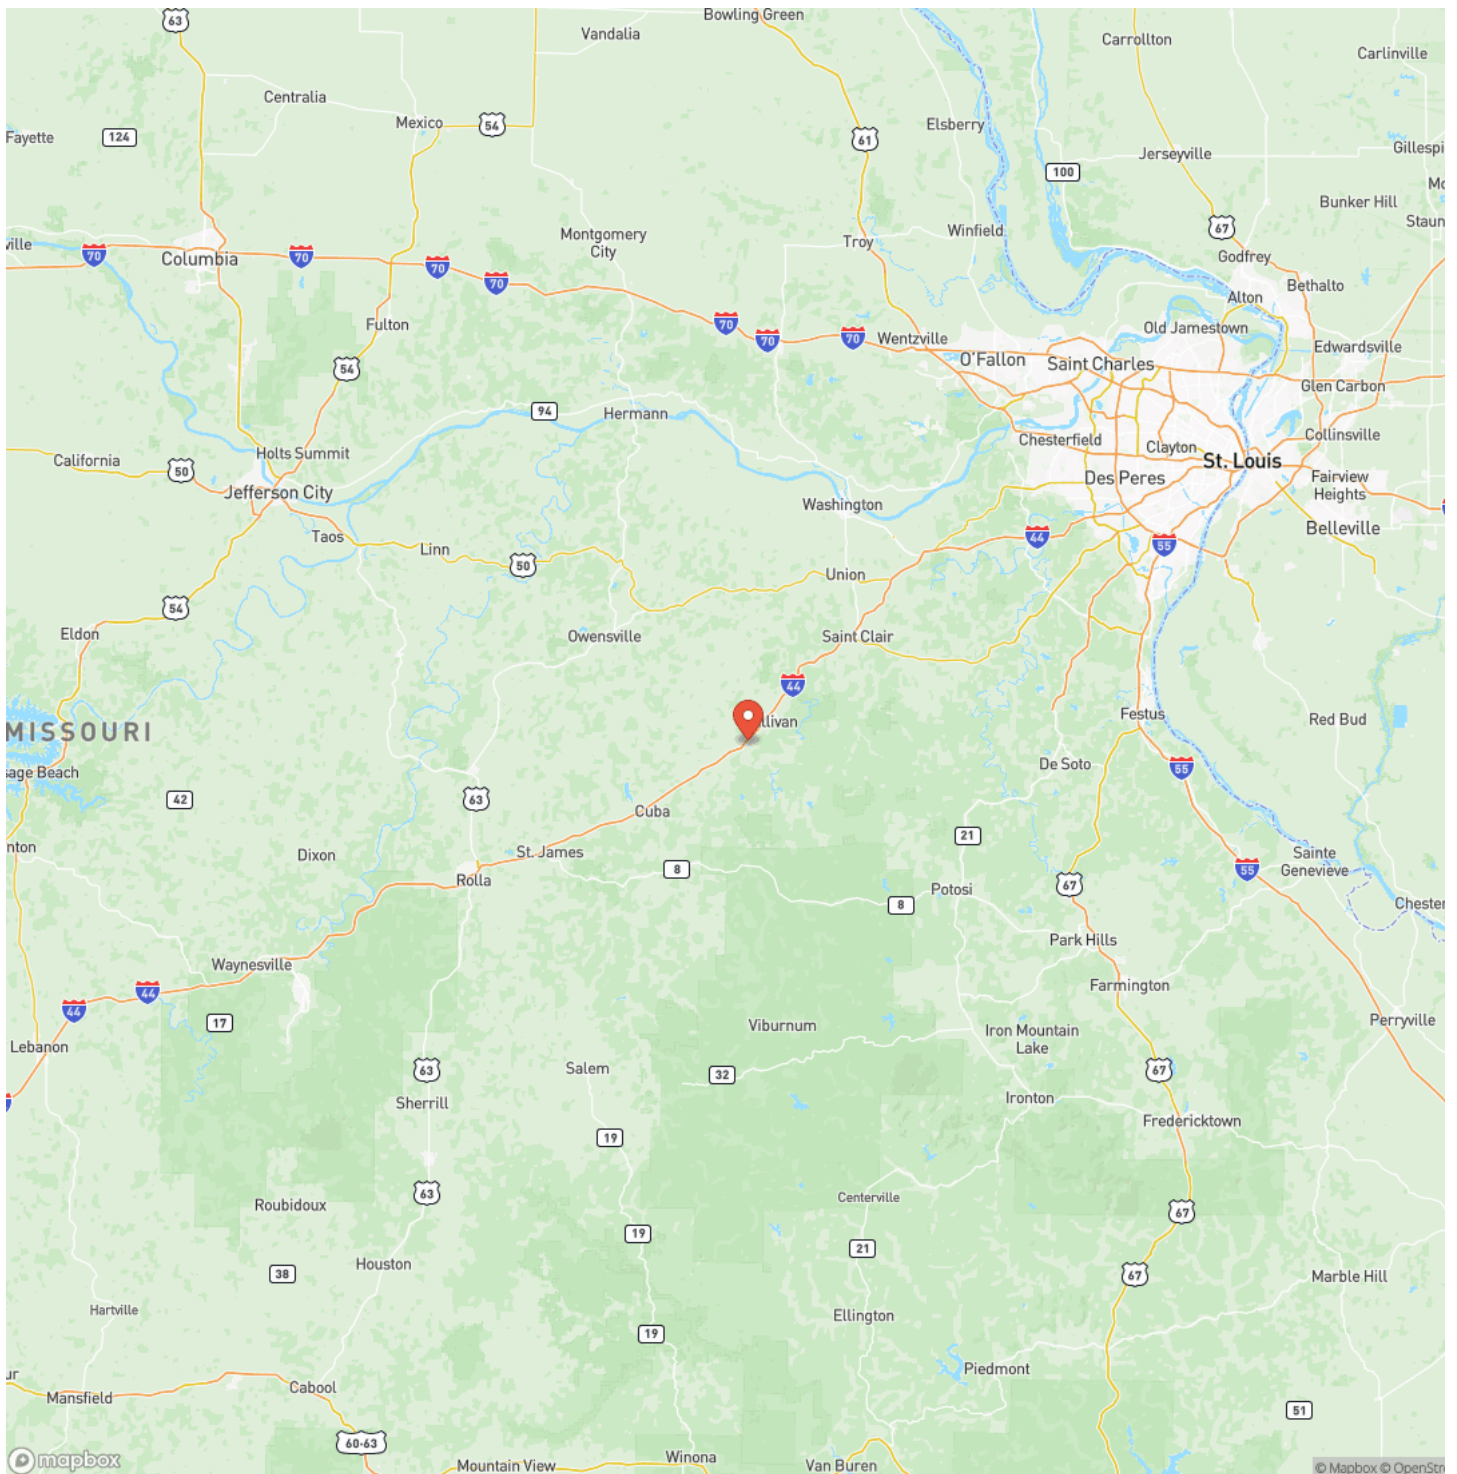 63
Bowling Green
Vandalia
Carrollton
Carlinville
Centralia
Mexico
54
Fayette
124
61
Elsberry
Jerseyville
Gillespi
100
Mo
Bunker Hill
Staun
67
Montgomery
City
Troy
Winfield
ville
70
Columbia
70
70
70
Godfrey
Bethalto
Alton
Fulton
70
70
70
Wentzville
Old Jamestown
O'Fallon
Saint Charles
Edwardsville
54
Glen Carbon
94
Hermann
Chesterfield
Clayton
Collinsville
California
50
Holts Summit
St. Louis
Des Peres
Fairview
Heights
Jefferson City
Washington
Belleville
Taos
Linn
50
44
55
Union
54
Eldon
Owensville
Saint Clair
44
MISSOURI
llivan
Festus
Red Bud
sage Beach
De Soto
55
42
63
Cuba
21
nton
Dixon
St. James
8
Sainte
Genevieve
55
Rolla
Potosi
67
8
Chester
Park Hills
Waynesville
Farmington
44
44
17
Viburnum
Iron Mountain
Lake
Perryville
Lebanon
Salem
32
63
67
Sherrill
Ironton
Fredericktown
19
63
Roubidoux
Centerville
67
19
21
Houston
38
67
Marble Hill
Hartville
Ellington
19
Piedmont
ur
Cabool
Mansfield
51
60-63
Winona
mapbox
Mountain View
Van Buren
© Mapbox © OpenStre